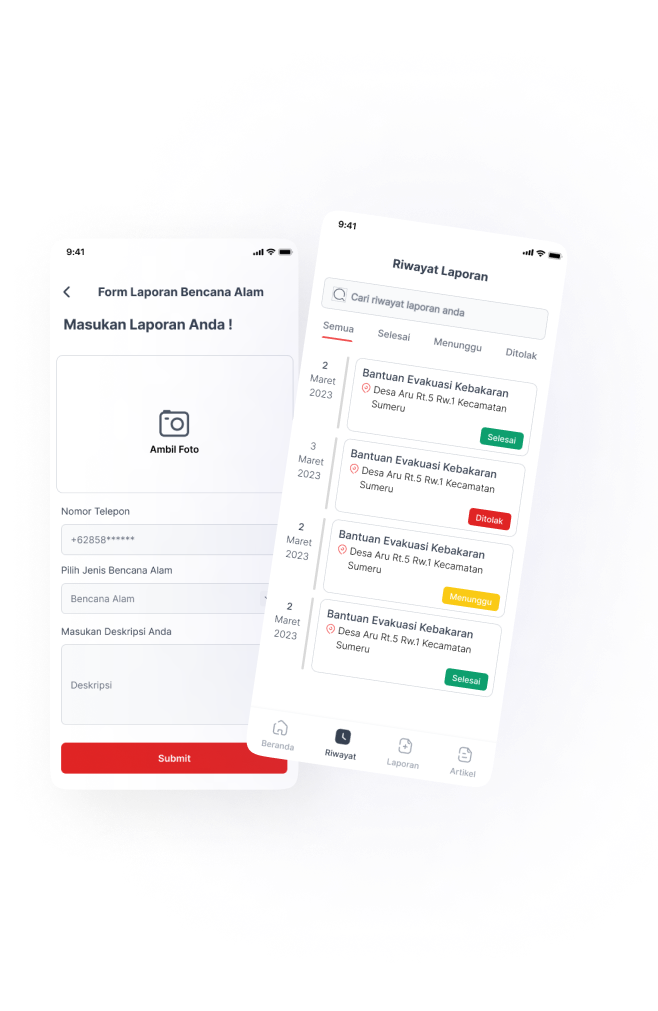 9:41
Form Laporan Bencana Alam
Masukan Laporan Anda !
Ambil Foto
Nomor Telepon
+62858******
Pilih Jenis Bencana Alam
Bencana Alam
Masukan Deskripsi Anda
Deskripsi
Submit
9:41
Riwayat Laporan
Cari riwayat laporan anda
Semua Selesai Menunggu Ditolak
2
Maret
2023
Bantuan Evakuasi Kebakaran
Desa Aru Rt.5 Rw.1 Kecamatan
Sumeru
Selesai
3
Maret
2023
Bantuan Evakuasi Kebakaran
Desa Aru Rt.5 Rw.1 Kecamatan
Sumeru
Ditolak
2
Maret
2023
Bantuan Evakuasi Kebakaran
Desa Aru Rt.5 Rw.1 Kecamatan
Sumeru
Menunggu
2
Maret
2023
Bantuan Evakuasi Kebakaran
Desa Aru Rt.5 Rw.1 Kecamatan
Sumeru
Selesai
Beranda Riwayat Laporan Artikel